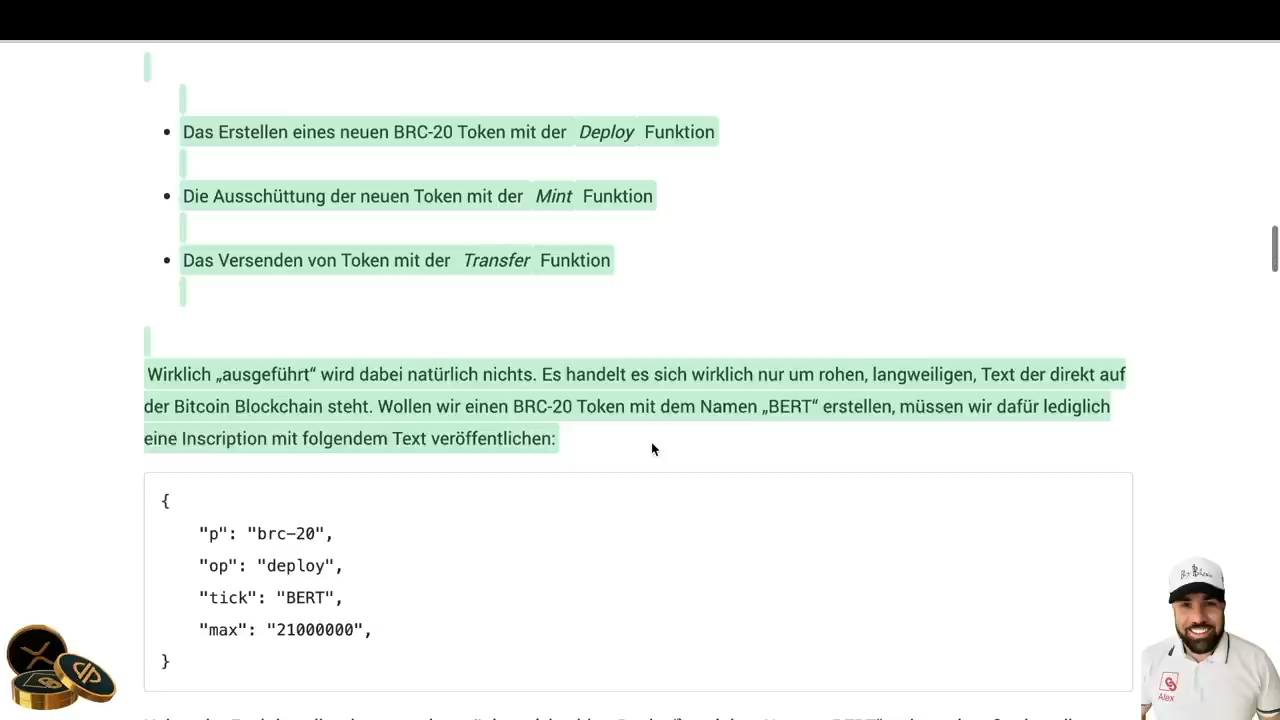 Das Erstellen eines neuen BRC-20 Token mit der Deploy Funktion
Die Ausschüttung der neuen Token mit der Mint Funktion
Das Versenden von Token mit der Transfer Funktion
Wirklich „ausgeführt“ wird dabei natürlich nichts. Es handelt es sich wirklich nur um rohen, langweiligen, Text der direkt auf
der Bitcoin Blockchain steht. Wollen wir einen BRC-20 Token mit dem Namen „BERT“ erstellen, müssen wir dafür lediglich
eine Inscription mit folgendem Text veröffentlichen:
{
"p": "brc-20",
"op": "deploy",
"tick": "BERT",
"max": "21000000",
}
Alex